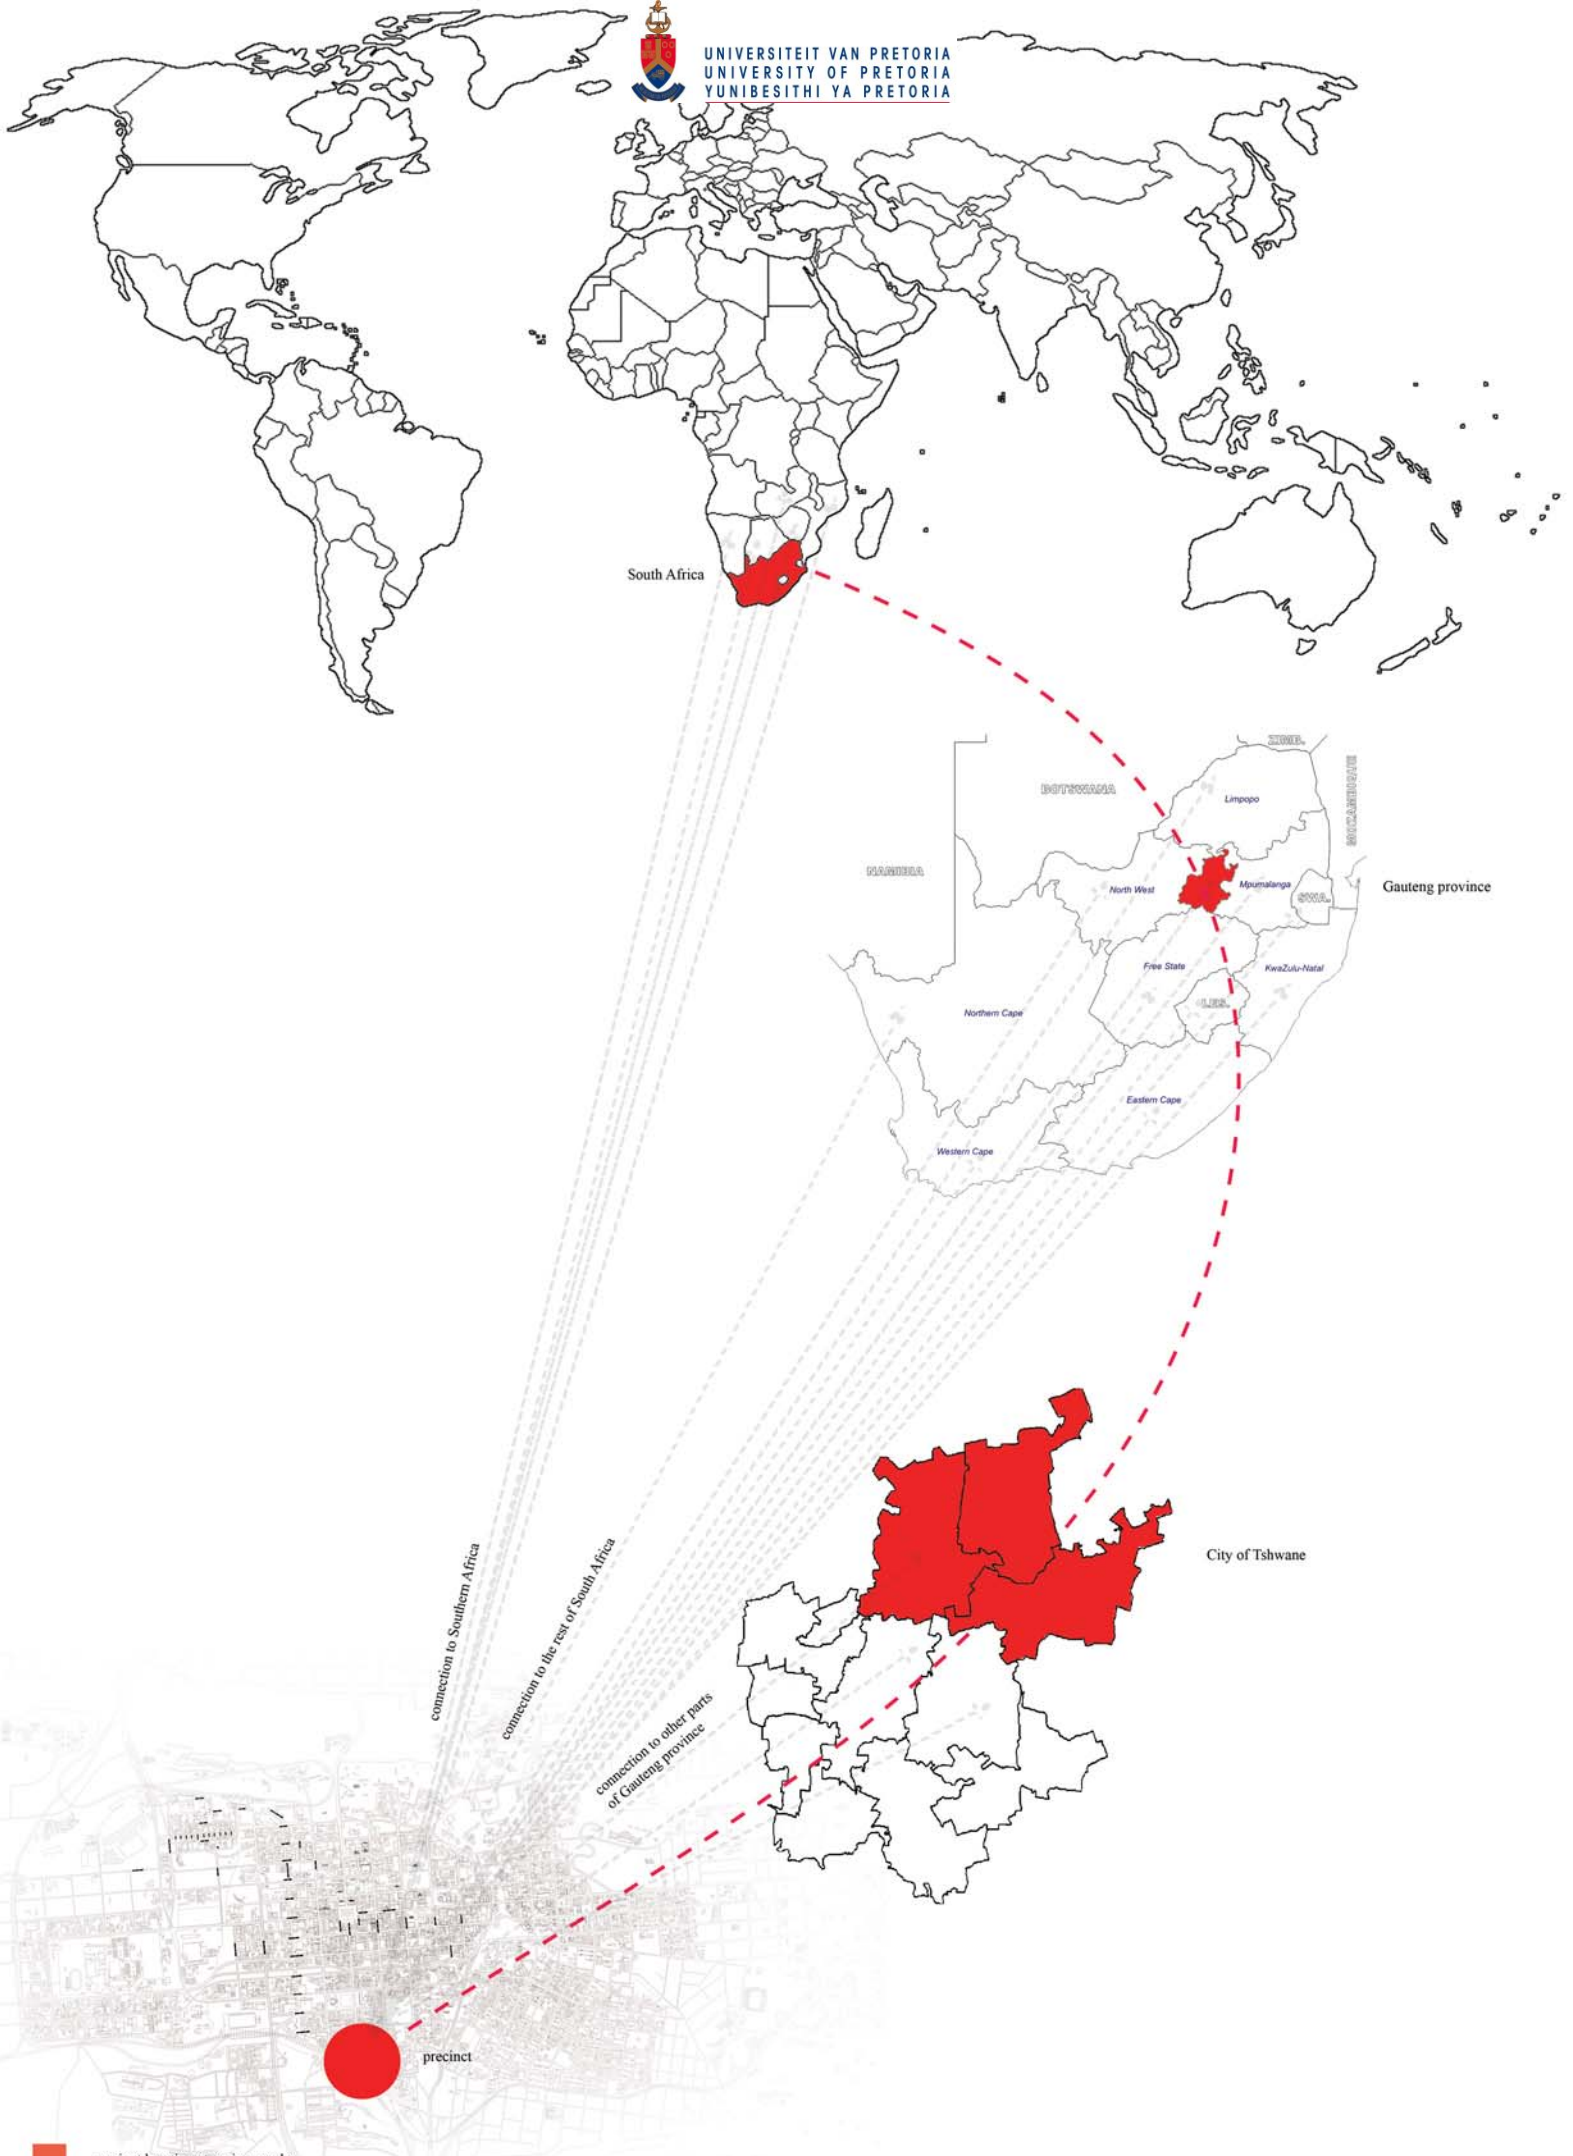 UNIVERSITEIT VAN PRETORIA
UNIVERSITY OF PRETORIA
YUNIBESITHI YA PRETORIA
South Africa
ZIMB.
BOTSWANA
MOZAMBIQUE
Limpopo
NAMIBIA
North West
Mpumalanga
SWA.
Gauteng province
Free State
KwaZulu-Natal
LES.
Northern Cape
Eastern Cape
Western Cape
City of Tshwane
connection to Southern Africa
connection to the rest of South Africa
connection to other parts
of Gauteng province
precinct